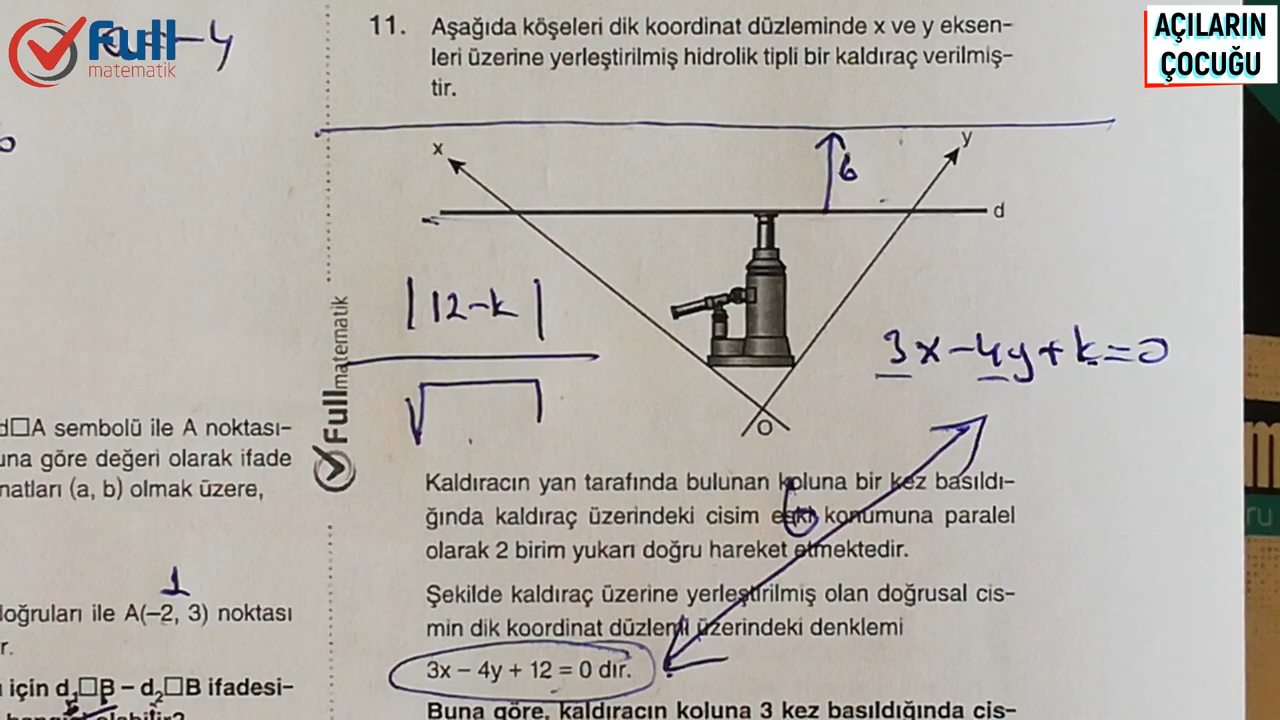 Full
matematik
– y
AÇILARIN
ÇOCUĞU
11. Aşağıda köşeleri dik koordinat düzleminde x ve y eksen-
leri üzerine yerleştirilmiş hidrolik tipli bir kaldıraç verilmiş-
tir.
x
y
6
d
|12-k|
√
3x-4y+k=0
O
Full matematik
Kaldıracın yan tarafında bulunan koluna bir kez basıldı-
ğında kaldıraç üzerindeki cisim eski konumuna paralel
olarak 2 birim yukarı doğru hareket etmektedir.
6
Şekilde kaldıraç üzerine yerleştirilmiş olan doğrusal cis-
min dik koordinat düzlemi üzerindeki denklemi
3x – 4y + 12 = 0 dır.
Buna göre, kaldıracın koluna 3 kez basıldığında cis-
d□A sembolü ile A noktası-
una göre değeri olarak ifade
natları (a, b) olmak üzere,
1
doğruları ile A(–2, 3) noktası
r.
için d₁□B – d₂□B ifadesi-